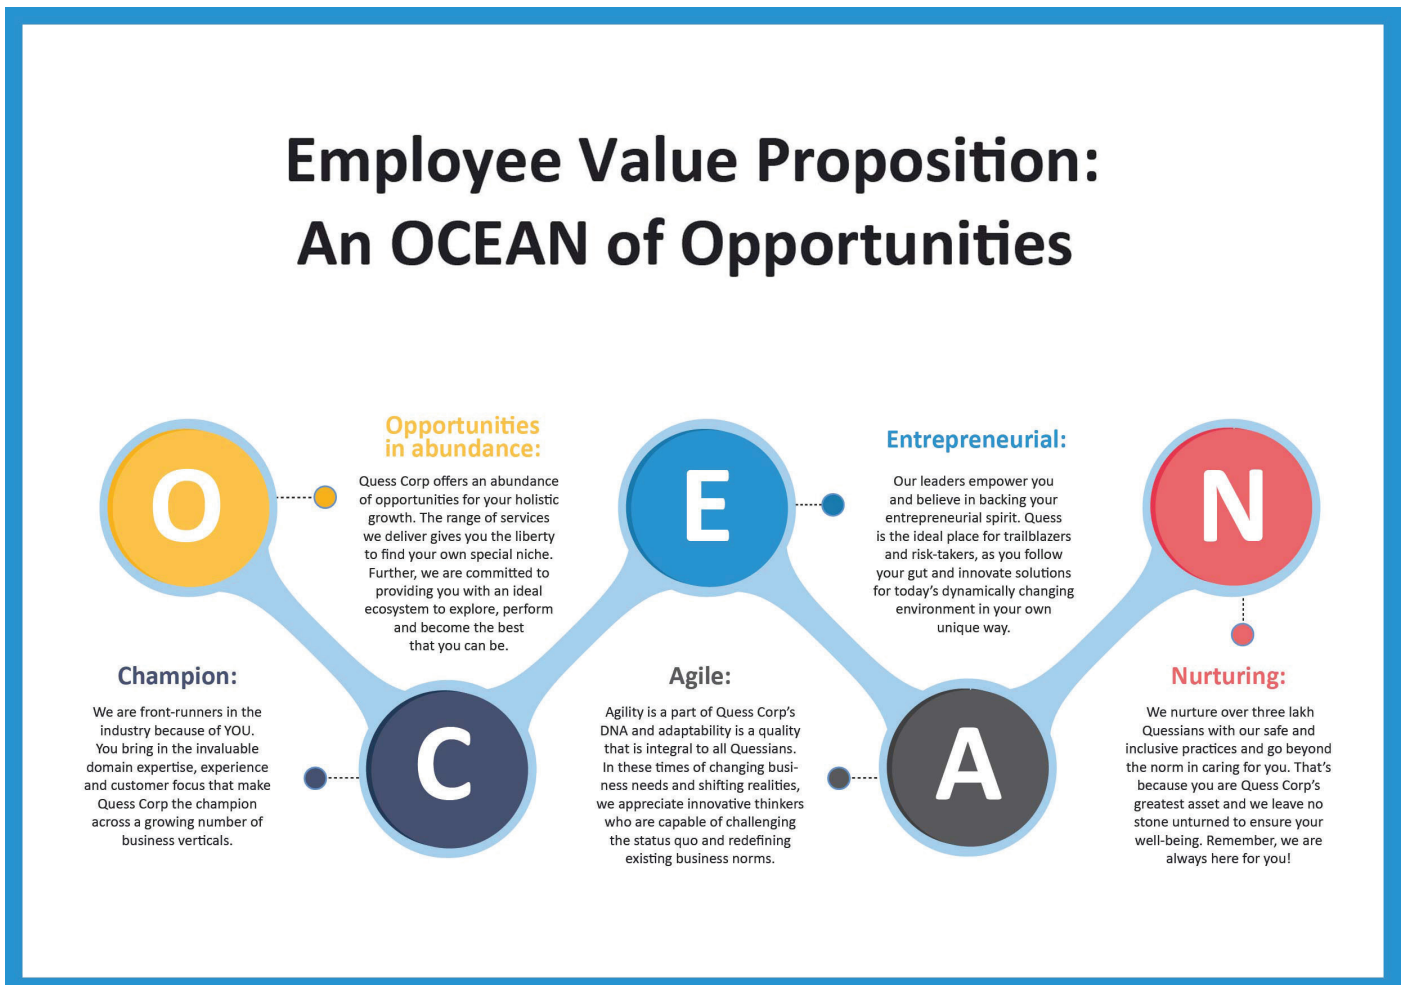 Employee Value Proposition:
An OCEAN of Opportunities
O
Opportunities
in abundance:
Quess Corp offers an abundance
of opportunities for your holistic
growth. The range of services
we deliver gives you the liberty
to find your own special niche.
Further, we are committed to
providing you with an ideal
ecosystem to explore, perform
and become the best
that you can be.
C
Champion:
We are front-runners in the
industry because of YOU.
You bring in the invaluable
domain expertise, experience
and customer focus that make
Quess Corp the champion
across a growing number of
business verticals.
E
Entrepreneurial:
Our leaders empower you
and believe in backing your
entrepreneurial spirit. Quess
is the ideal place for trailblazers
and risk-takers, as you follow
your gut and innovate solutions
for today's dynamically changing
environment in your own
unique way.
A
Agile:
Agility is a part of Quess Corp's
DNA and adaptability is a quality
that is integral to all Quessians.
In these times of changing busi-
ness needs and shifting realities,
we appreciate innovative thinkers
who are capable of challenging
the status quo and redefining
existing business norms.
N
Nurturing:
We nurture over three lakh
Quessians with our safe and
inclusive practices and go beyond
the norm in caring for you. That's
because you are Quess Corp's
greatest asset and we leave no
stone unturned to ensure your
well-being. Remember, we are
always here for you!